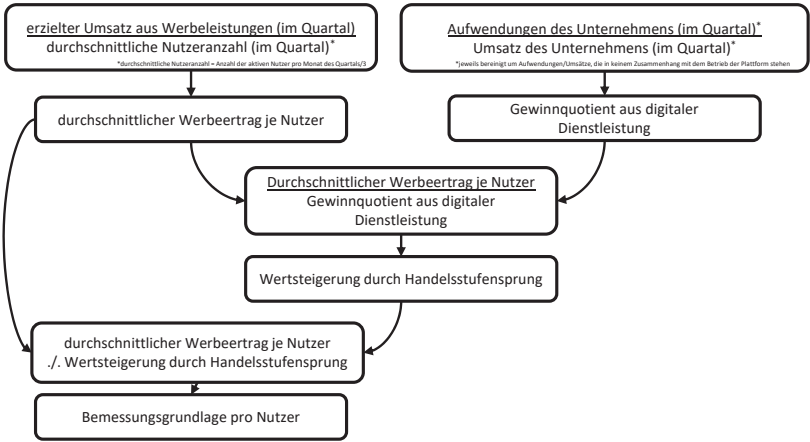 erzielter Umsatz aus Werbeleistungen (im Quartal)
durchschnittliche Nutzeranzahl (im Quartal)*
*durchschnittliche Nutzeranzahl = Anzahl der aktiven Nutzer pro Monat des Quartals/3
Aufwendungen des Unternehmens (im Quartal)*
Umsatz des Unternehmens (im Quartal)*
*jeweils bereinigt um Aufwendungen/Umsätze, die in keinem Zusammenhang mit dem Betrieb der Plattform stehen
durchschnittlicher Werbeertrag je Nutzer
Gewinnquotient aus digitaler
Dienstleistung
Durchschnittlicher Werbeertrag je Nutzer
Gewinnquotient aus digitaler
Dienstleistung
Wertsteigerung durch Handelsstufensprung
durchschnittlicher Werbeertrag je Nutzer
./. Wertsteigerung durch Handelsstufensprung
Bemessungsgrundlage pro Nutzer